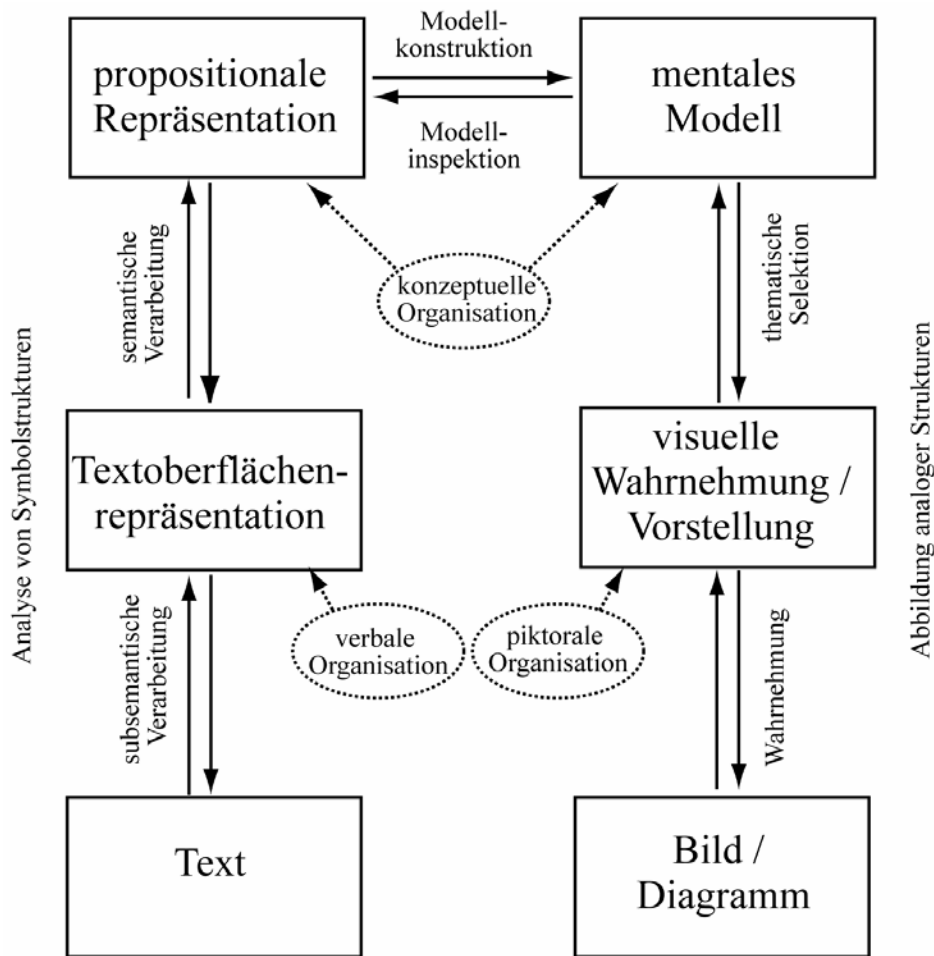 propositionale
Repräsentation
Modell-
konstruktion
Modell-
inspektion
mentales
Modell
semantische
Verarbeitung
konzeptuelle
Organisation
thematische
Selektion
Analyse von Symbolstrukturen
Textoberflächen-
repräsentation
visuelle
Wahrnehmung /
Vorstellung
Abbildung analoger Strukturen
subsemantische
Verarbeitung
verbale
Organisation
piktorale
Organisation
Wahrnehmung
Text
Bild /
Diagramm